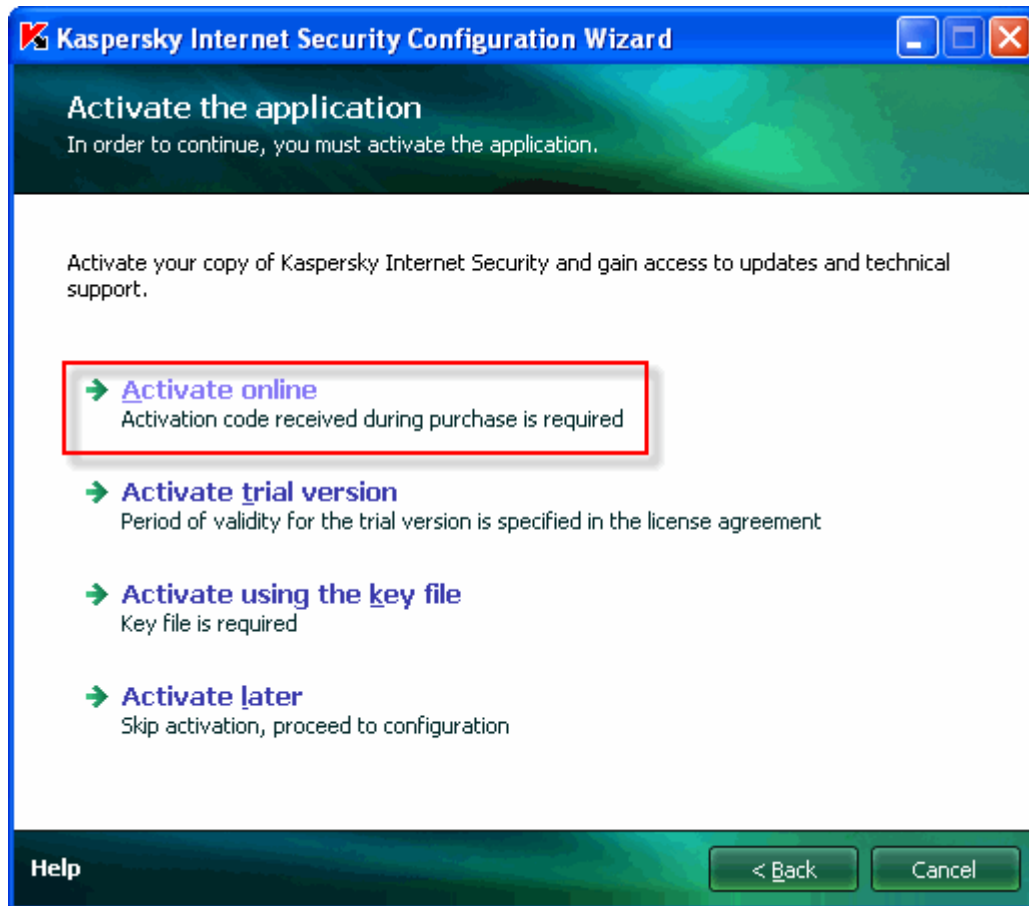 Kaspersky Internet Security Configuration Wizard
Activate the application
In order to continue, you must activate the application.
Activate your copy of Kaspersky Internet Security and gain access to updates and technical
support.
Activate online
Activation code received during purchase is required
Activate trial version
Period of validity for the trial version is specified in the license agreement
Activate using the key file
Key file is required
Activate later
Skip activation, proceed to configuration
Help
< Back
Cancel